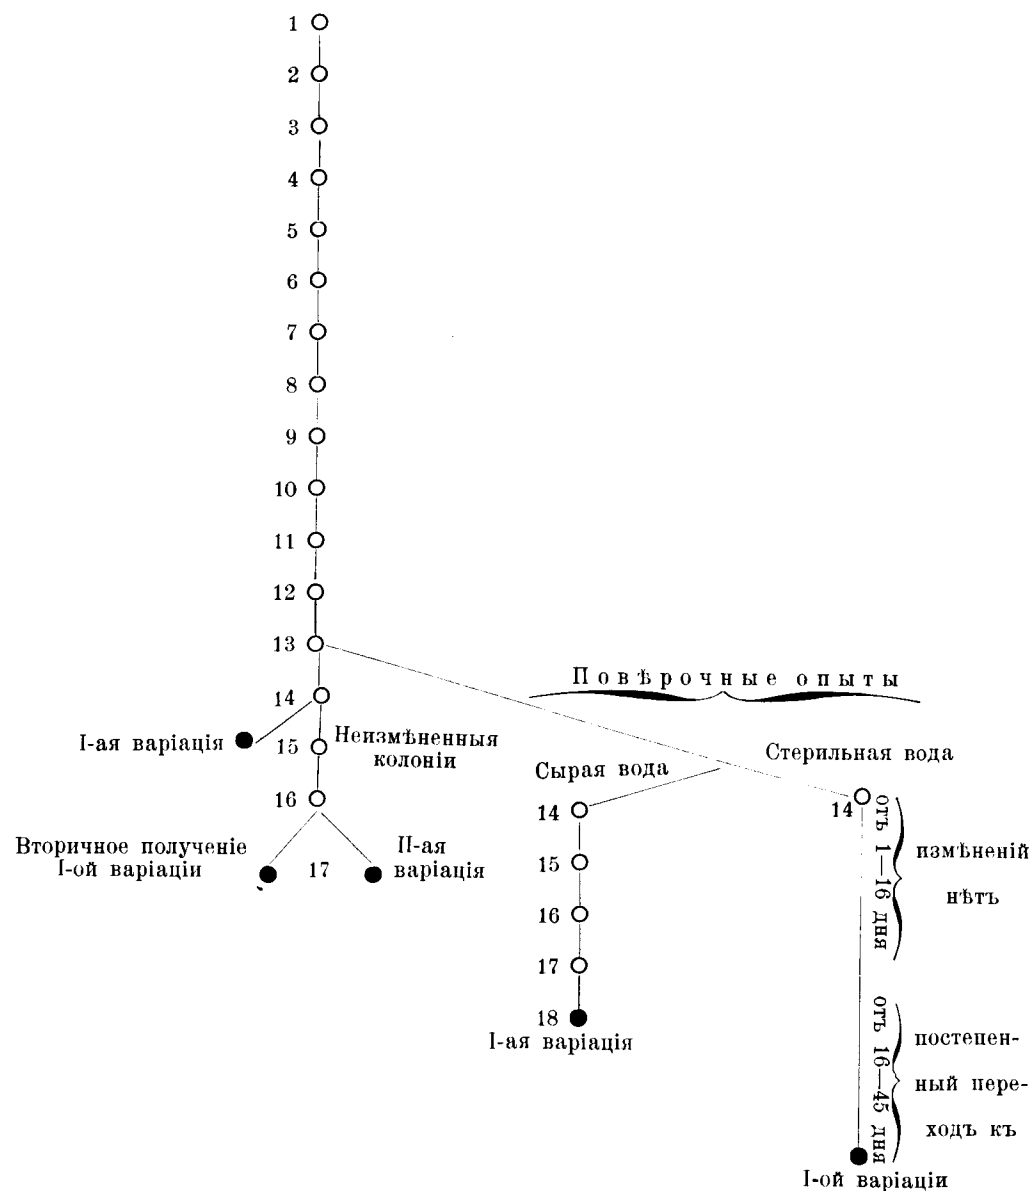 1
2
3
4
5
6
7
8
9
10
11
12
13
Повѣрочные опыты
14
I-ая варіація
15
Неизмѣненныя
колоніи
Стерильная вода
Сырая вода
16
14
14
отъ 1—16 дня
измѣненій
нѣтъ
Вторичное полученіе
I-ой варіаціи
17
II-ая
варіація
15
16
17
18
I-ая варіація
отъ 16—45 дня
постепен-
ный пере-
ходъ къ
I-ой варіаціи